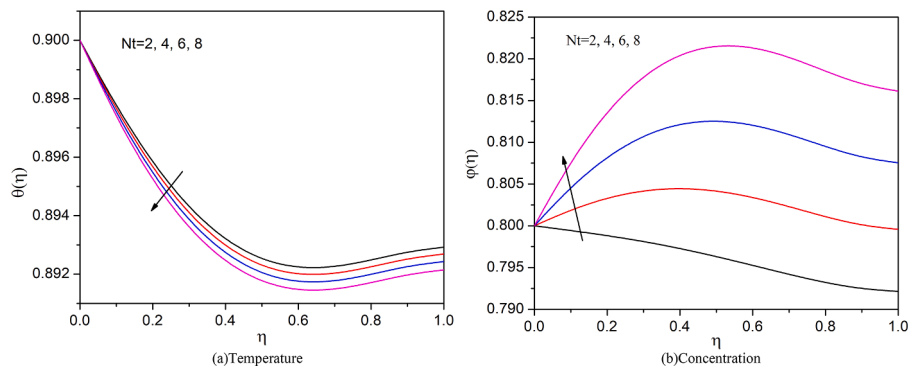 Nt=2, 4, 6, 8
0.900
0.898
0.896
0.894
0.892
θ(η)
0.0 0.2 0.4 0.6 0.8 1.0
η
(a)Temperature
Nt=2, 4, 6, 8
0.825
0.820
0.815
0.810
0.805
0.800
0.795
0.790
φ(η)
0.0 0.2 0.4 0.6 0.8 1.0
η
(b)Concentration